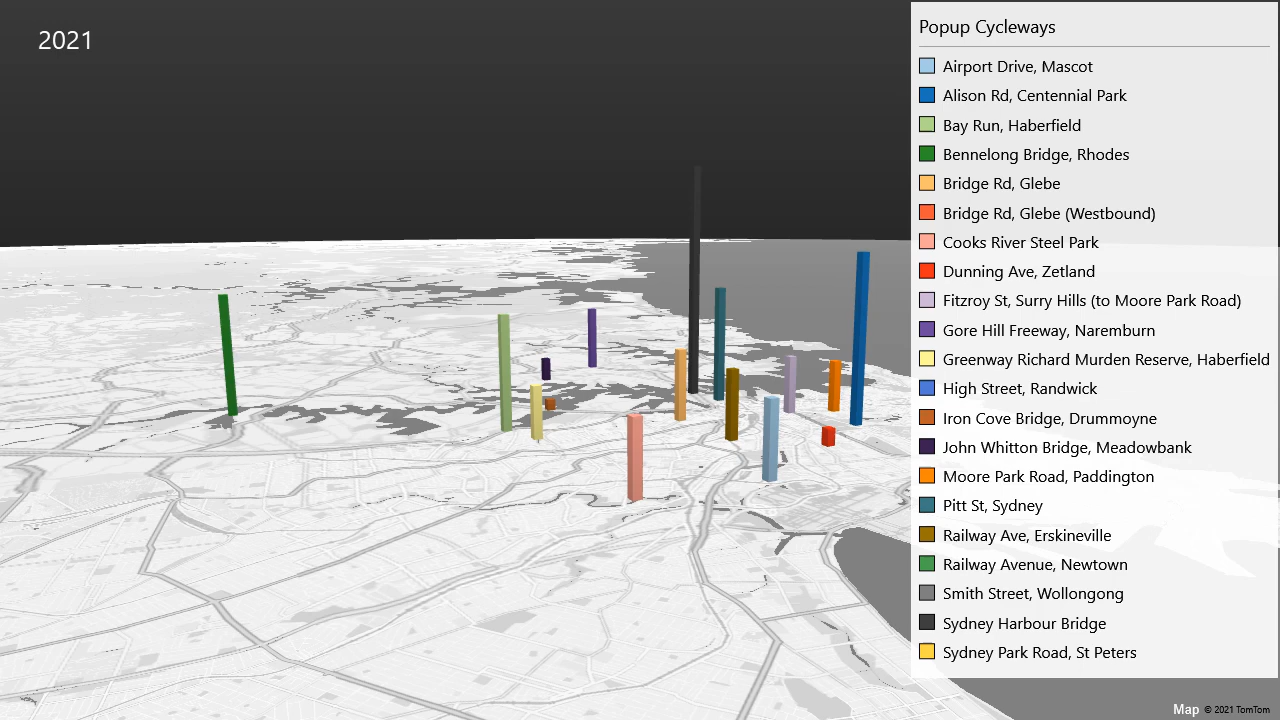 2021
Popup Cycleways
Airport Drive, Mascot
Alison Rd, Centennial Park
Bay Run, Haberfield
Bennelong Bridge, Rhodes
Bridge Rd, Glebe
Bridge Rd, Glebe (Westbound)
Cooks River Steel Park
Dunning Ave, Zetland
Fitzroy St, Surry Hills (to Moore Park Road)
Gore Hill Freeway, Naremburn
Greenway Richard Murden Reserve, Haberfield
High Street, Randwick
Iron Cove Bridge, Drummoyne
John Whitton Bridge, Meadowbank
Moore Park Road, Paddington
Pitt St, Sydney
Railway Ave, Erskineville
Railway Avenue, Newtown
Smith Street, Wollongong
Sydney Harbour Bridge
Sydney Park Road, St Peters
Map © 2021 TomTom